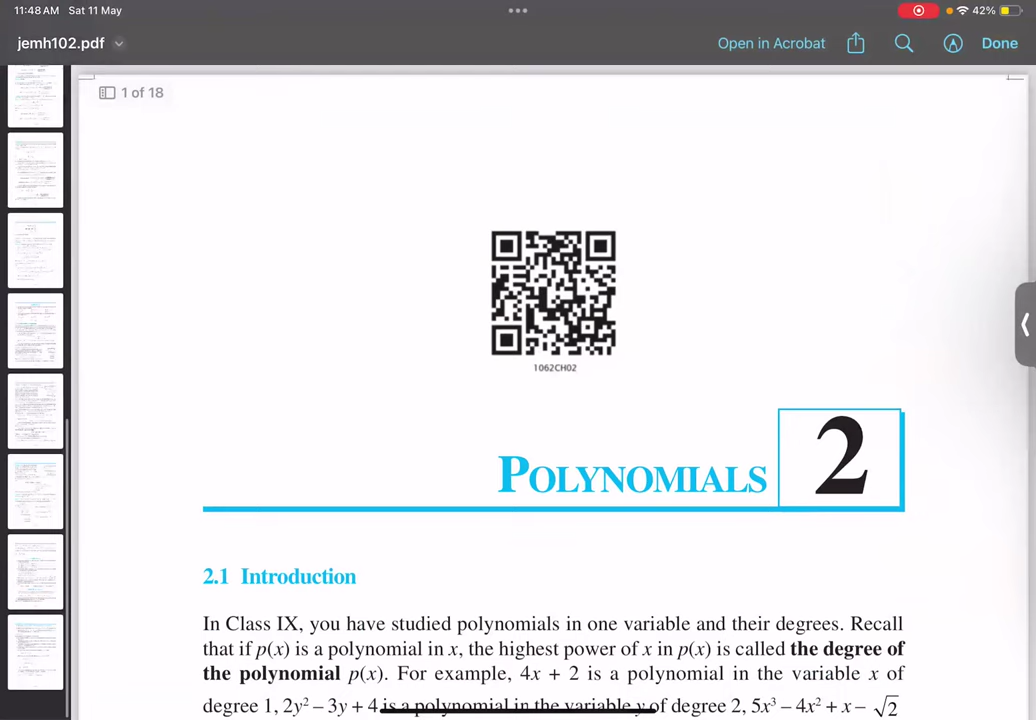 11:48 AM Sat 11 May
42%
jemh102.pdf
Open in Acrobat
Done
1 of 18
1062CH02
POLYNOMIALS 2
2.1 Introduction
In Class IX, you have studied polynomials in one variable and their degrees. Recall
that if p(x) is a polynomial in x, the highest power of x in p(x) is called the degree of
the polynomial p(x). For example, 4x + 2 is a polynomial in the variable x of
degree 1, 2y² – 3y + 4 is a polynomial in the variable y of degree 2, 5x³ – 4x² + x – √2